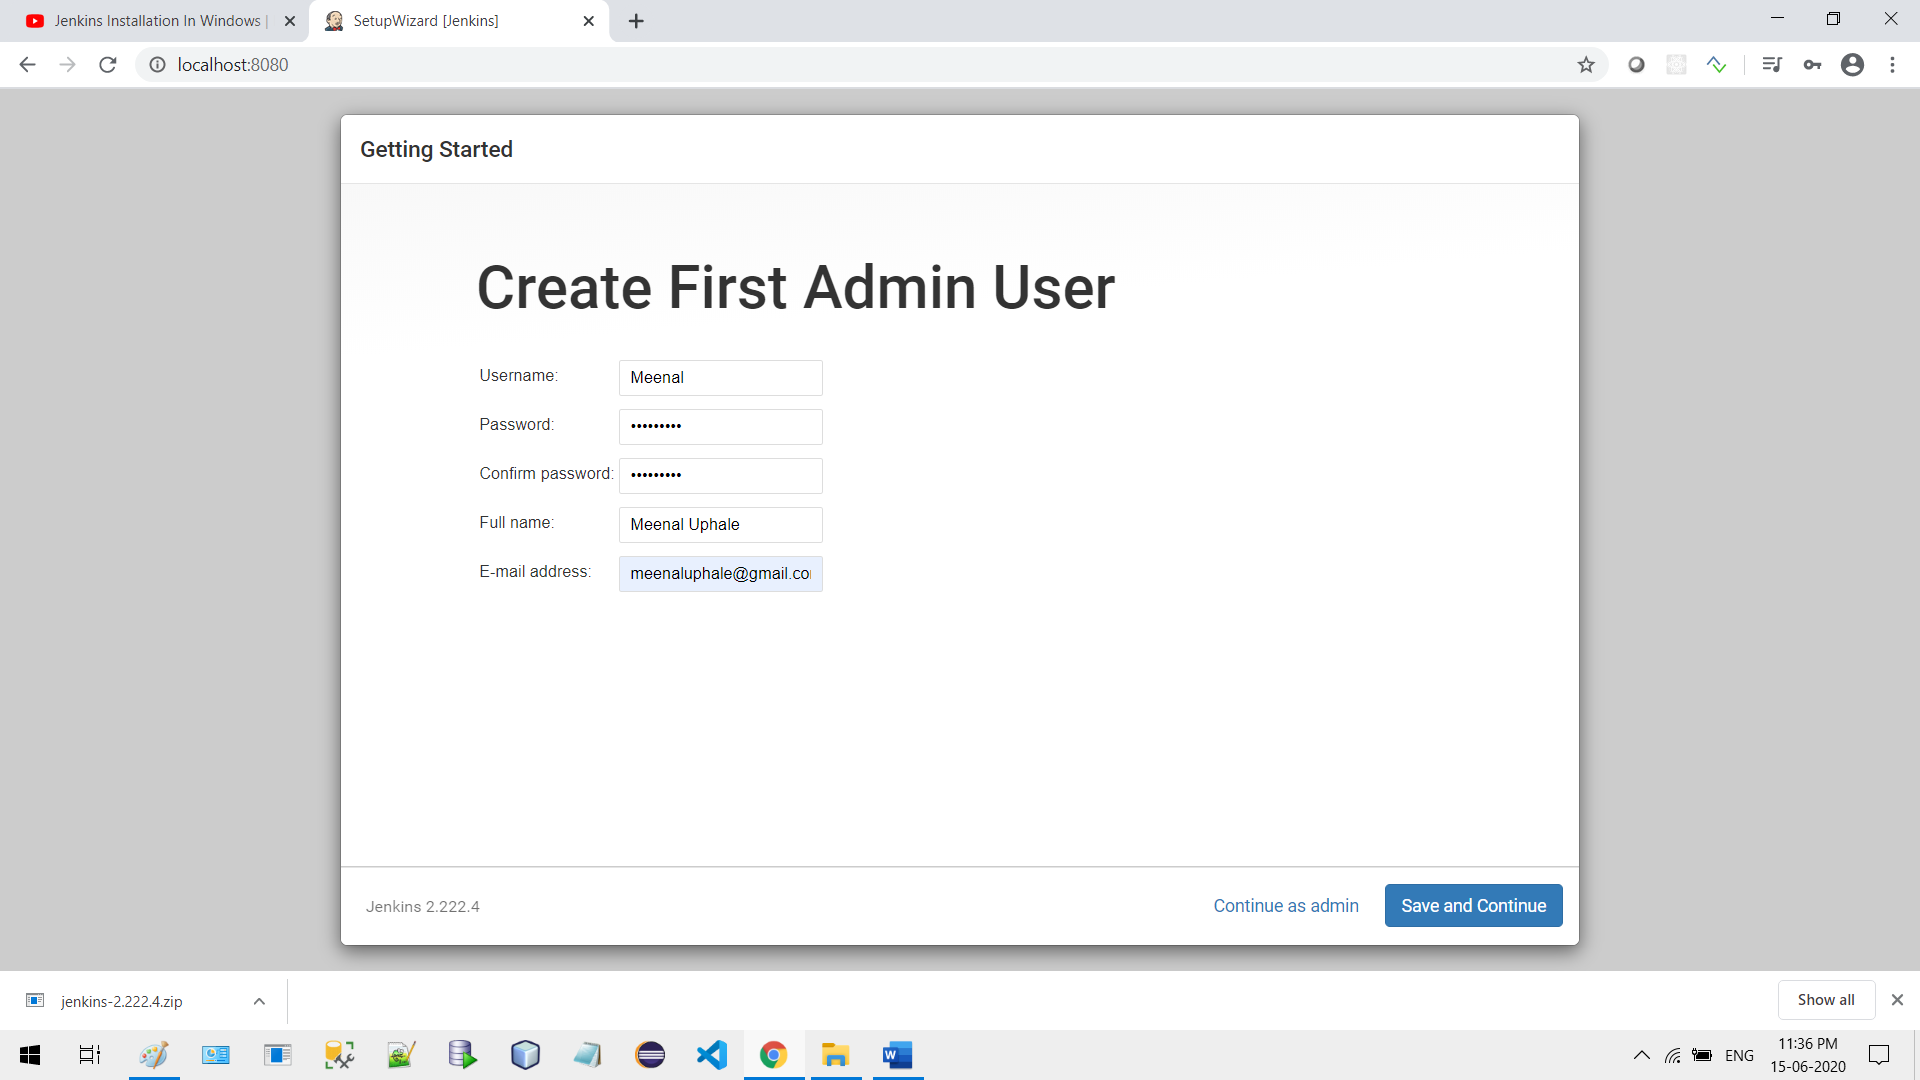 Jenkins Installation In Windows |
SetupWizard [Jenkins]
localhost:8080
Getting Started
Create First Admin User
Username:
Meenal
Password:
•••••••••
Confirm password:
•••••••••
Full name:
Meenal Uphale
E-mail address:
meenaluphale@gmail.co
Jenkins 2.222.4
Continue as admin
Save and Continue
jenkins-2.222.4.zip
Show all
ENG
11:36 PM
15-06-2020